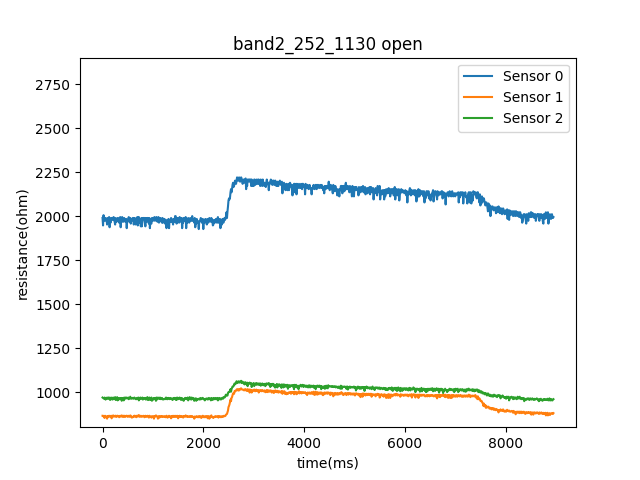 band2_252_1130 open
Sensor 0
Sensor 1
Sensor 2
2750
2500
2250
2000
1750
1500
1250
1000
resistance(ohm)
0 2000 4000 6000 8000
time(ms)